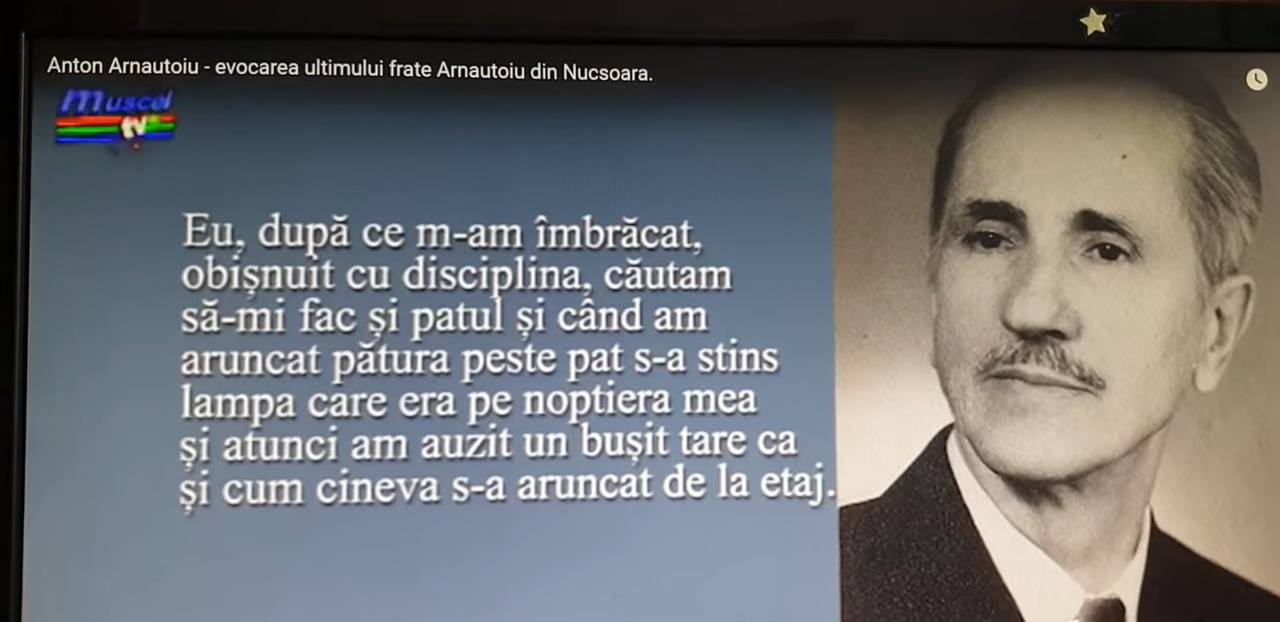 Anton Arnautoiu - evocarea ultimului frate Arnautoiu din Nucsoara.
Muscel
tv
Eu, după ce m-am îmbrăcat,
obișnuit cu disciplina, căutam
să-mi fac și patul și când am
aruncat pătura peste pat s-a stins
lampa care era pe noptiera mea
și atunci am auzit un bușit tare ca
și cum cineva s-a aruncat de la etaj.